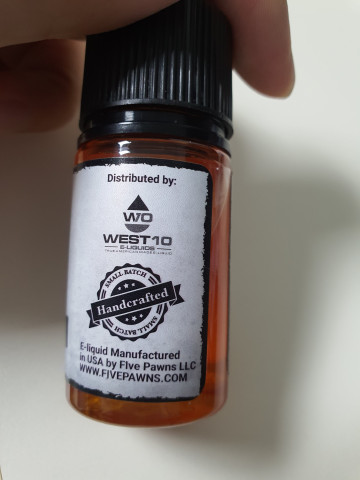 Distributed by:
WO
WEST10
E-LIQUIDS
SMALL BATCH
Handcrafted
SMALL BATCH
E-liquid Manufactured
in USA by FIve Pawns LLC
WWW.FIVEPAWNS.COM